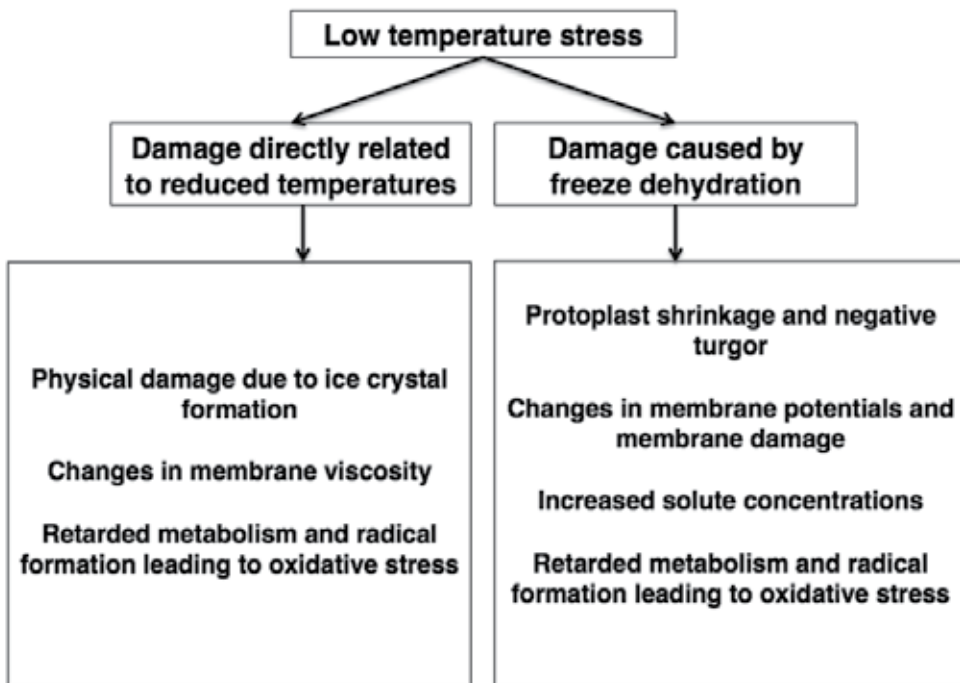 Low temperature stress
Damage directly related
to reduced temperatures
Damage caused by
freeze dehydration
Physical damage due to ice crystal
formation
Changes in membrane viscosity
Retarded metabolism and radical
formation leading to oxidative stress
Protoplast shrinkage and negative
turgor
Changes in membrane potentials and
membrane damage
Increased solute concentrations
Retarded metabolism and radical
formation leading to oxidative stress